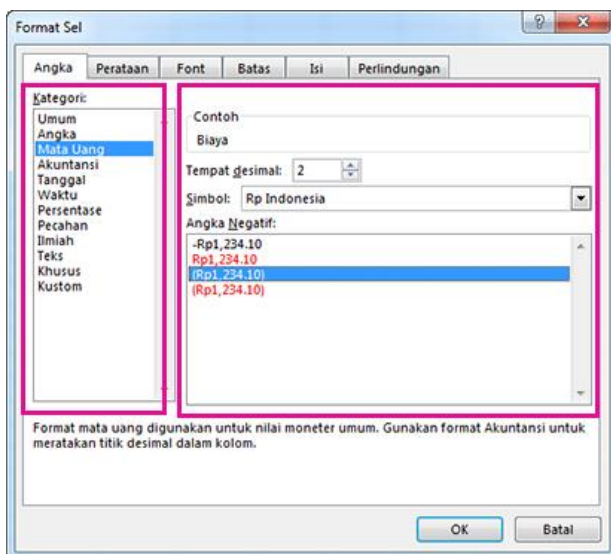 Format Sel
Angka Perataan Font Batas Isi Perlindungan
Kategori:
Umum
Angka
Mata Uang
Akuntansi
Tanggal
Waktu
Persentase
Pecahan
Ilmiah
Teks
Khusus
Kustom
Contoh
Biaya
Tempat desimal: 2
Simbol: Rp Indonesia
Angka Negatif:
-Rp1,234.10
Rp1,234.10
(Rp1,234.10)
(Rp1,234.10)
Format mata uang digunakan untuk nilai moneter umum. Gunakan format Akuntansi untuk
meratakan titik desimal dalam kolom.
OK Batal